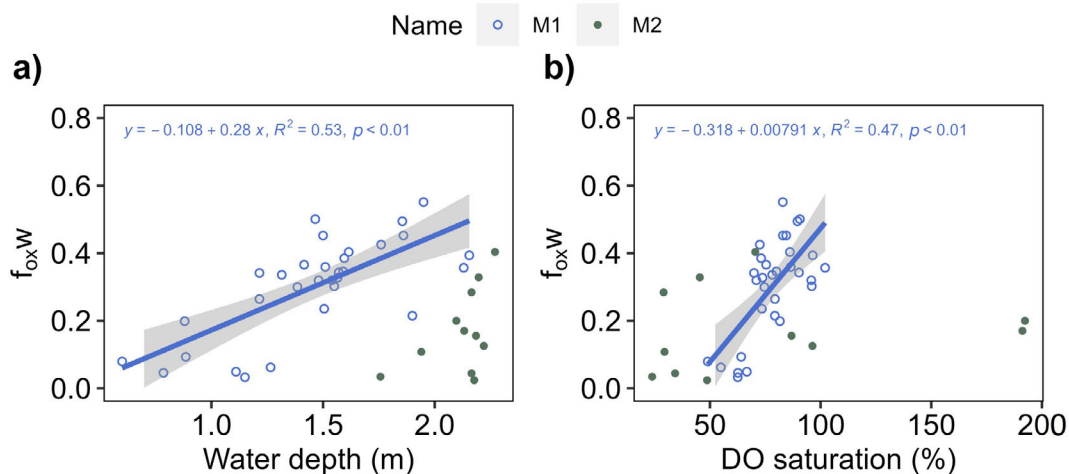 Name M1 M2
a)
b)
y = − 0.108 + 0.28 x, R² = 0.53, p < 0.01
y = − 0.318 + 0.00791 x, R² = 0.47, p < 0.01
0.8
0.6
0.4
0.2
0.0
f_ox w
1.0 1.5 2.0
Water depth (m)
0.8
0.6
0.4
0.2
0.0
f_ox w
50 100 150 200
DO saturation (%)